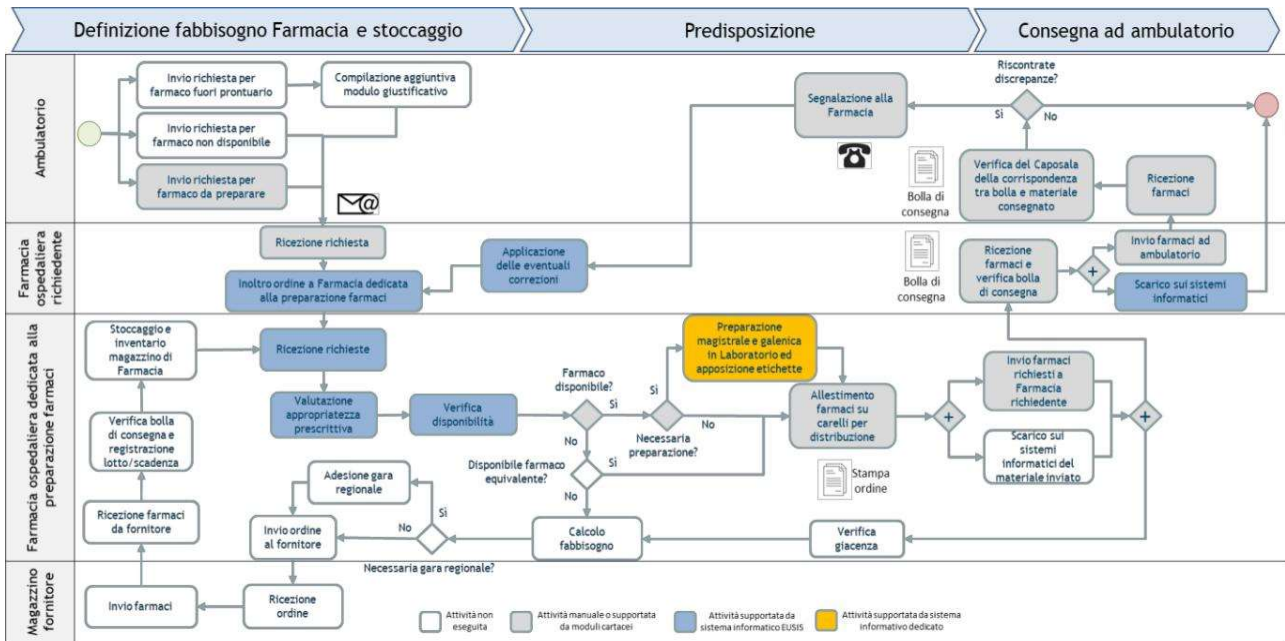 Definizione fabbisogno Farmacia e stoccaggio
Predisposizione
Consegna ad ambulatorio
Ambulatorio
Invio richiesta per
farmaco fuori prontuario
Compilazione aggiuntiva
modulo giustificativo
Invio richiesta per
farmaco non disponibile
Invio richiesta per
farmaco da preparare
Segnalazione alla
Farmacia
Riscontrate
discrepanze?
Sì
No
Bolla di
consegna
Verifica del Caposala
della corrispondenza
tra bolla e materiale
consegnato
Ricezione
farmaci
Farmacia
ospedaliera
richiedente
Ricezione richiesta
Inoltro ordine a Farmacia dedicata
alla preparazione farmaci
Applicazione
delle eventuali
correzioni
Bolla di
consegna
Ricezione
farmaci e
verifica bolla
di consegna
Invio farmaci ad
ambulatorio
Scarico sui sistemi
informatici
Farmacia ospedaliera dedicata alla
preparazione farmaci
Stoccaggio e
inventario
magazzino di
Farmacia
Ricezione richieste
Valutazione
appropriatezza
prescrittiva
Verifica
disponibilità
Farmaco
disponibile?
Sì
No
Preparazione
magistrale e galenica
in Laboratorio ed
apposizione etichette
Sì
No
Necessaria
preparazione?
Allestimento
farmaci su
carelli per
distribuzione
Stampa
ordine
Invio farmaci
richiesti a
Farmacia
richiedente
Scarico sui
sistemi
informatici del
materiale inviato
Verifica bolla
di consegna e
registrazione
lotto/scadenza
Ricezione farmaci
da fornitore
Adesione gara
regionale
Disponibile farmaco
equivalente?
Sì
No
Invio ordine
al fornitore
No
Sì
Necessaria gara regionale?
Calcolo
fabbisogno
Verifica
giacenza
Magazzino
fornitore
Invio farmaci
Ricezione
ordine
Attività non
eseguita
Attività manuale o supportata
da moduli cartacei
Attività supportata da
sistema informatico EUSIS
Attività supportata da sistema
informativo dedicato